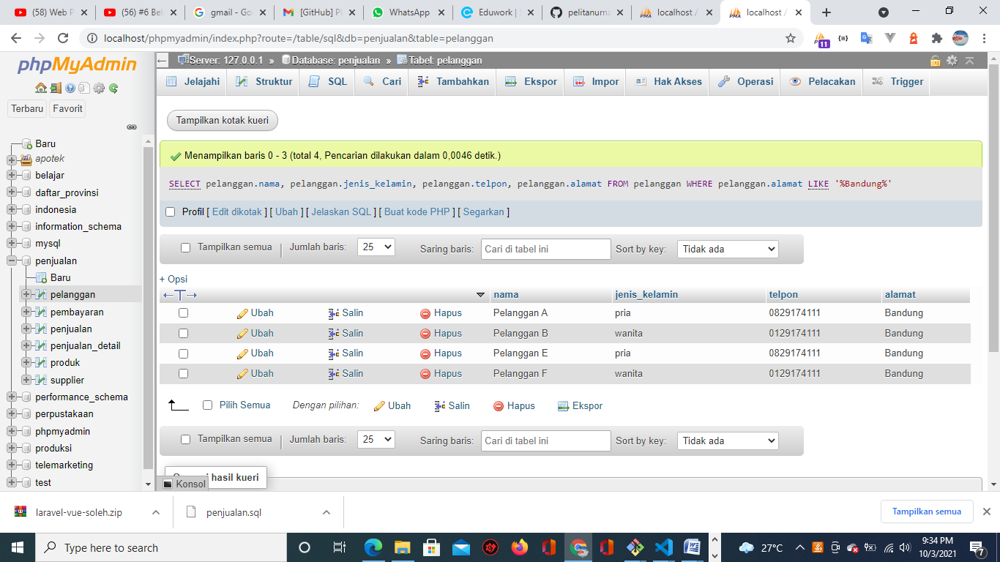 (58) Web P
(56) #6 Bel
gmail - Goo
[GitHub] Pl
WhatsApp
Eduwork | S
pelitanurna
localhost /
localhost /
localhost/phpmyadmin/index.php?route=/table/sql&db=penjualan&table=pelanggan
11
phpMyAdmin
Terbaru Favorit
Baru
apotek
belajar
daftar_provinsi
indonesia
information_schema
mysql
penjualan
Baru
pelanggan
pembayaran
penjualan
penjualan_detail
produk
supplier
performance_schema
perpustakaan
phpmyadmin
produksi
telemarketing
test
Server: 127.0.0.1 » Database: penjualan » Tabel: pelanggan
Jelajahi Struktur SQL Cari Tambahkan Ekspor Impor Hak Akses Operasi Pelacakan Trigger
Tampilkan kotak kueri
Menampilkan baris 0 - 3 (total 4, Pencarian dilakukan dalam 0,0046 detik.)
SELECT pelanggan.nama, pelanggan.jenis_kelamin, pelanggan.telpon, pelanggan.alamat FROM pelanggan WHERE pelanggan.alamat LIKE '%Bandung%'
Profil [ Edit dikotak ] [ Ubah ] [ Jelaskan SQL ] [ Buat kode PHP ] [ Segarkan ]
Tampilkan semua | Jumlah baris: 25 Saring baris: Cari di tabel ini Sort by key: Tidak ada
+ Opsi
←T→ nama jenis_kelamin telpon alamat
Ubah Salin Hapus Pelanggan A pria 0829174111 Bandung
Ubah Salin Hapus Pelanggan B wanita 0129174111 Bandung
Ubah Salin Hapus Pelanggan E pria 0829174111 Bandung
Ubah Salin Hapus Pelanggan F wanita 0129174111 Bandung
Pilih Semua Dengan pilihan: Ubah Salin Hapus Ekspor
Tampilkan semua | Jumlah baris: 25 Saring baris: Cari di tabel ini Sort by key: Tidak ada
hasil kueri
Konsol
laravel-vue-soleh.zip
penjualan.sql
Tampilkan semua
Type here to search
27°C
9:34 PM
10/3/2021
7